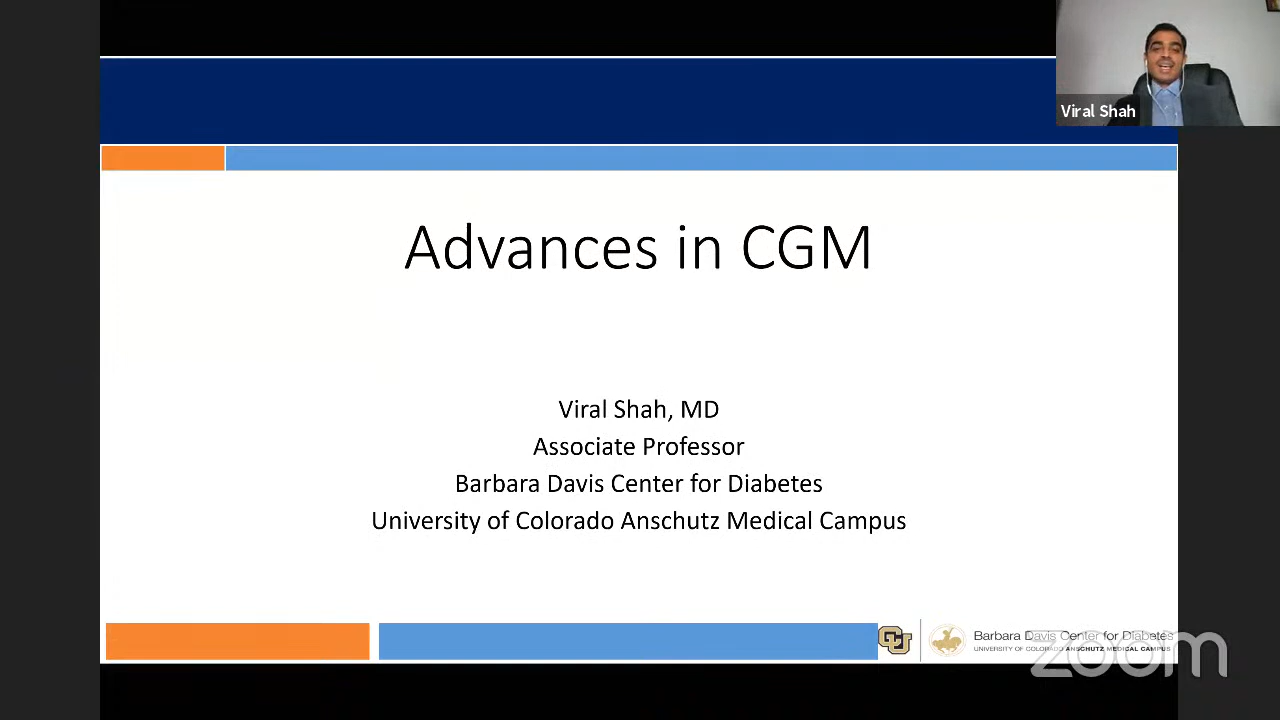 Viral Shah
Advances in CGM
Viral Shah, MD
Associate Professor
Barbara Davis Center for Diabetes
University of Colorado Anschutz Medical Campus
CU
Barbara Davis Center for Diabetes
UNIVERSITY OF COLORADO ANSCHUTZ MEDICAL CAMPUS
zoom